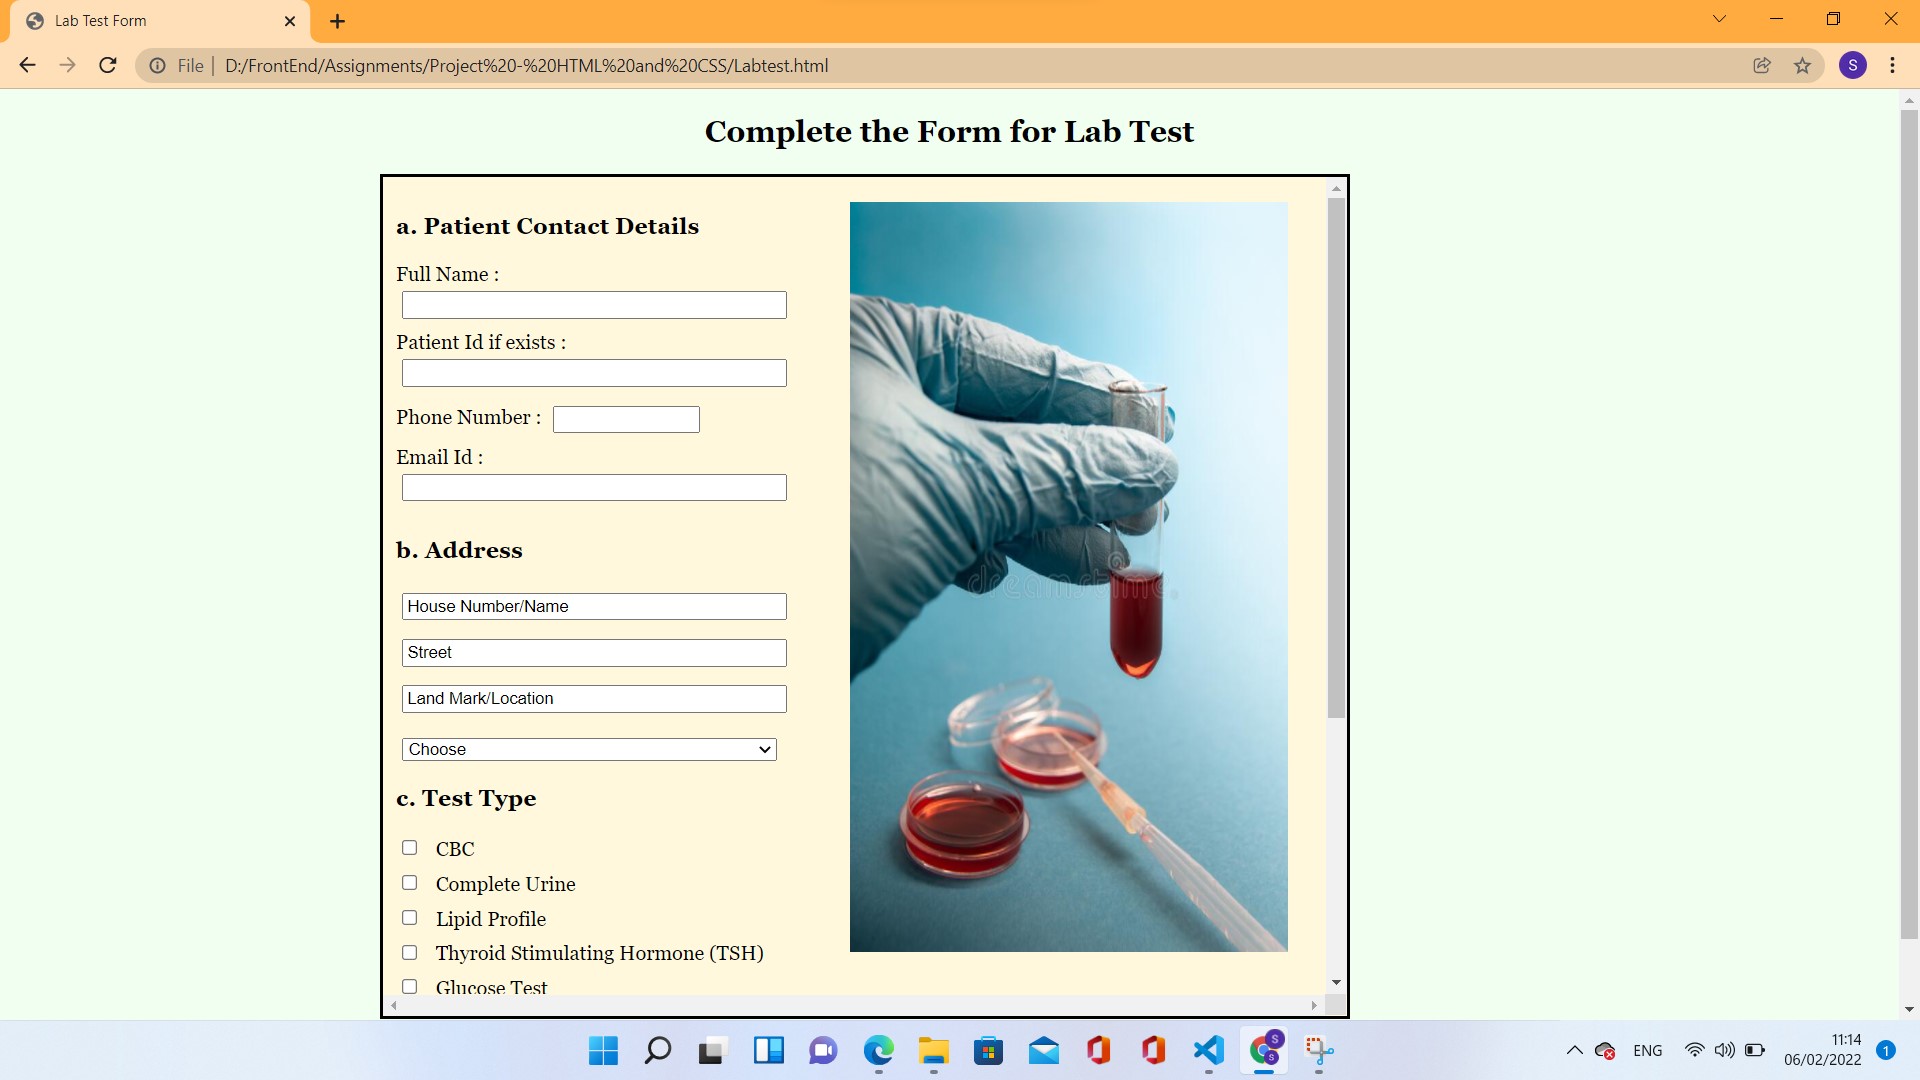 Lab Test Form
File | D:/FrontEnd/Assignments/Project%20-%20HTML%20and%20CSS/Labtest.html
S
Complete the Form for Lab Test
a. Patient Contact Details
Full Name :
Patient Id if exists :
Phone Number :
Email Id :
b. Address
House Number/Name
Street
Land Mark/Location
Choose
c. Test Type
CBC
Complete Urine
Lipid Profile
Thyroid Stimulating Hormone (TSH)
Glucose Test
dreamstime.
S
S
ENG
11:14
06/02/2022
1